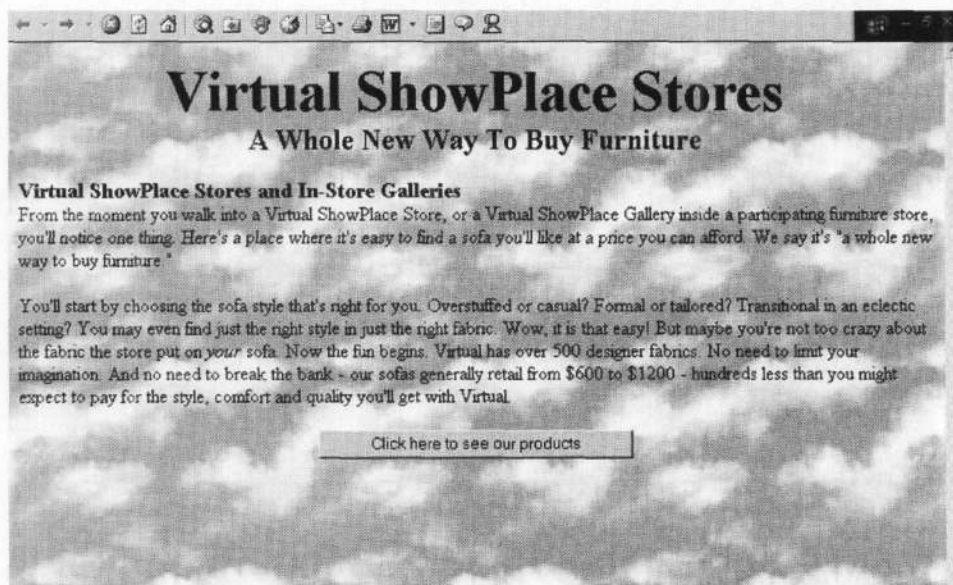 Virtual ShowPlace Stores
A Whole New Way To Buy Furniture
Virtual ShowPlace Stores and In-Store Galleries
From the moment you walk into a Virtual ShowPlace Store, or a Virtual ShowPlace Gallery inside a participating furniture store,
you'll notice one thing. Here's a place where it's easy to find a sofa you'll like at a price you can afford. We say it's "a whole new
way to buy furniture."
You'll start by choosing the sofa style that's right for you. Overstuffed or casual? Formal or tailored? Transitional in an eclectic
setting? You may even find just the right style in just the right fabric. Wow, it is that easy! But maybe you're not too crazy about
the fabric the store put on your sofa. Now the fun begins. Virtual has over 500 designer fabrics. No need to limit your
imagination. And no need to break the bank - our sofas generally retail from $600 to $1200 - hundreds less than you might
expect to pay for the style, comfort and quality you'll get with Virtual.
Click here to see our products